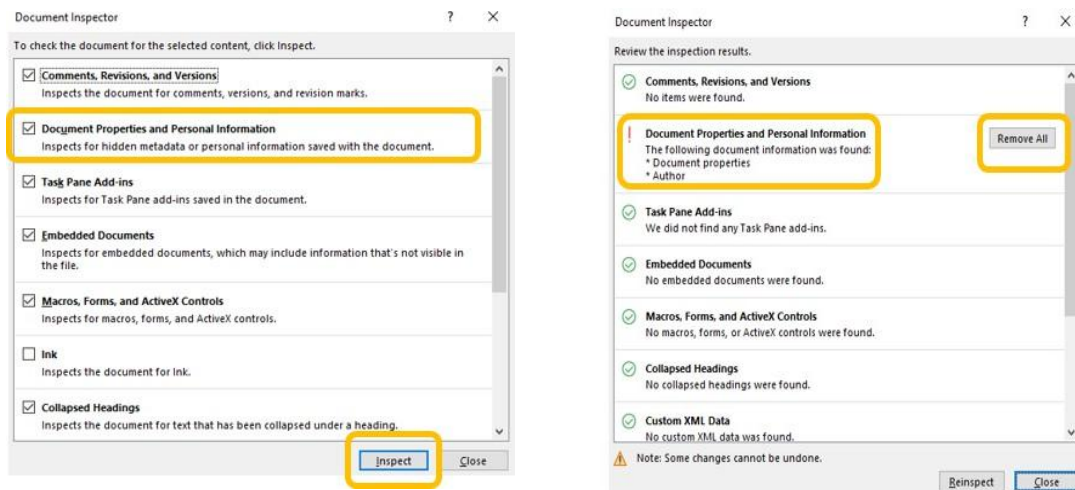 Document Inspector ? ×
To check the document for the selected content, click Inspect.
Comments, Revisions, and Versions
Inspects the document for comments, versions, and revision marks.
Document Properties and Personal Information
Inspects for hidden metadata or personal information saved with the document.
Task Pane Add-ins
Inspects for Task Pane add-ins saved in the document.
Embedded Documents
Inspects for embedded documents, which may include information that's not visible in
the file.
Macros, Forms, and ActiveX Controls
Inspects for macros, forms, and ActiveX controls.
Ink
Inspects the document for Ink.
Collapsed Headings
Inspects the document for text that has been collapsed under a heading.
Inspect Close
Document Inspector ? ×
Review the inspection results.
Comments, Revisions, and Versions
No items were found.
! Document Properties and Personal Information Remove All
The following document information was found:
* Document properties
* Author
Task Pane Add-ins
We did not find any Task Pane add-ins.
Embedded Documents
No embedded documents were found.
Macros, Forms, and ActiveX Controls
No macros, forms, or ActiveX controls were found.
Collapsed Headings
No collapsed headings were found.
Custom XML Data
No custom XML data was found.
Note: Some changes cannot be undone.
Reinspect Close